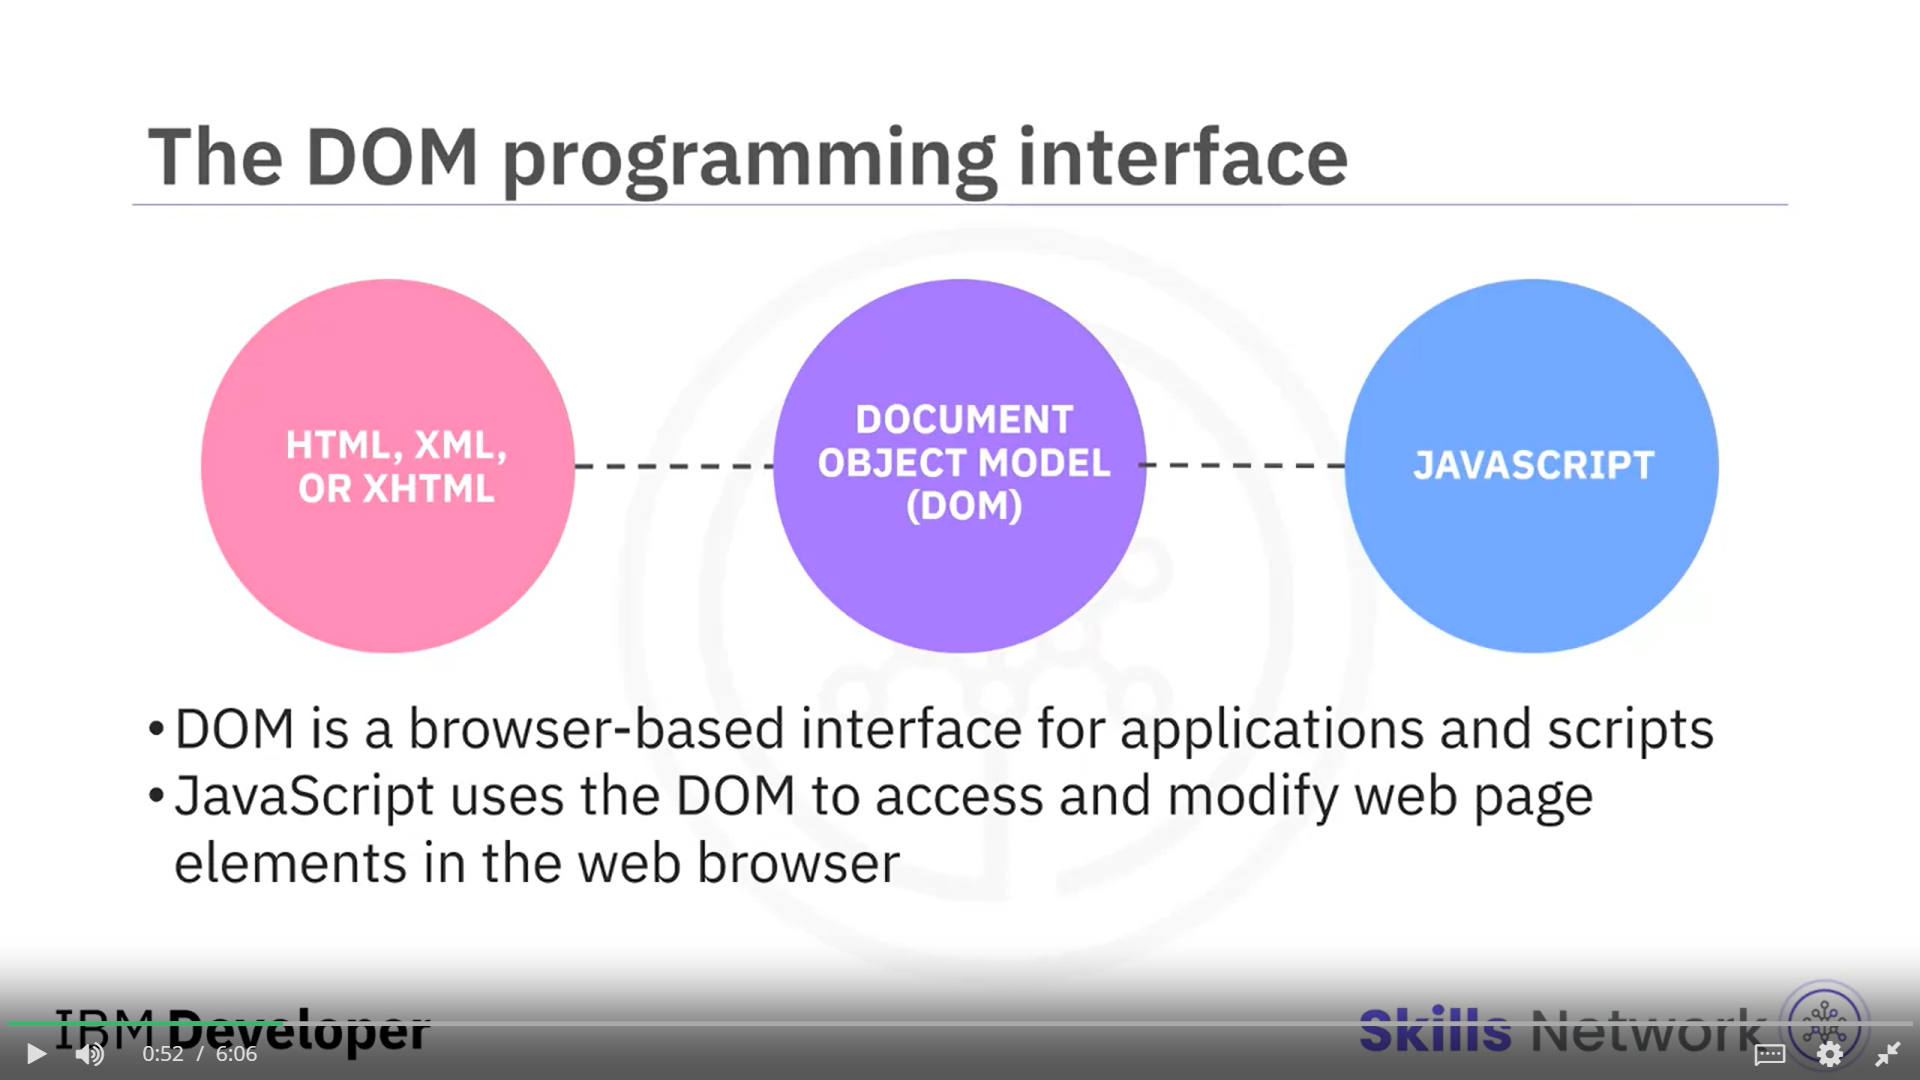 The DOM programming interface
HTML, XML,
OR XHTML
DOCUMENT
OBJECT MODEL
(DOM)
JAVASCRIPT
• DOM is a browser-based interface for applications and scripts
• JavaScript uses the DOM to access and modify web page
elements in the web browser
IBM Developer
Skills Network
0:52 / 6:06